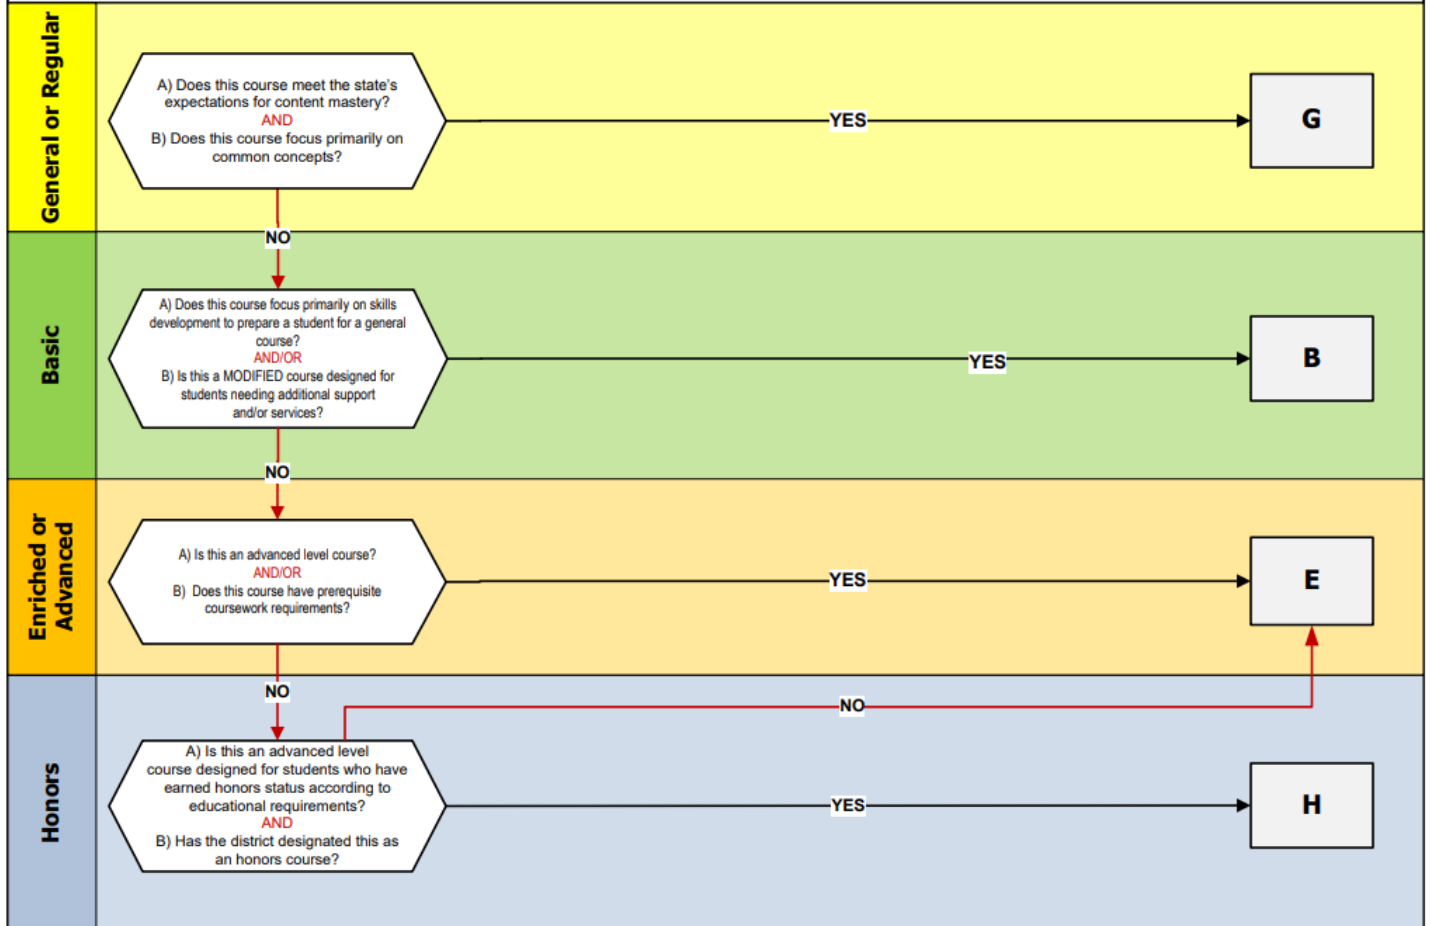 General or Regular
A) Does this course meet the state's
expectations for content mastery?
AND
B) Does this course focus primarily on
common concepts?
YES
G
NO
Basic
A) Does this course focus primarily on skills
development to prepare a student for a general
course?
AND/OR
B) Is this a MODIFIED course designed for
students needing additional support
and/or services?
YES
B
NO
Enriched or
Advanced
A) Is this an advanced level course?
AND/OR
B) Does this course have prerequisite
coursework requirements?
YES
E
NO
NO
Honors
A) Is this an advanced level
course designed for students who have
earned honors status according to
educational requirements?
AND
B) Has the district designated this as
an honors course?
YES
H